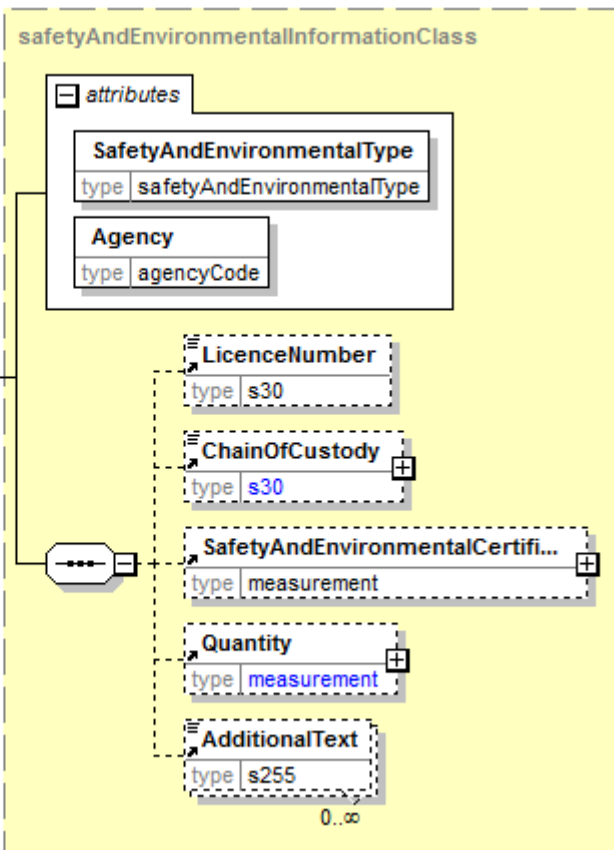 safetyAndEnvironmentalInformationClass
attributes
SafetyAndEnvironmentalType
type safetyAndEnvironmentalType
Agency
type agencyCode
LicenceNumber
type s30
ChainOfCustody
type s30
SafetyAndEnvironmentalCertifi...
type measurement
Quantity
type measurement
AdditionalText
type s255
0..∞